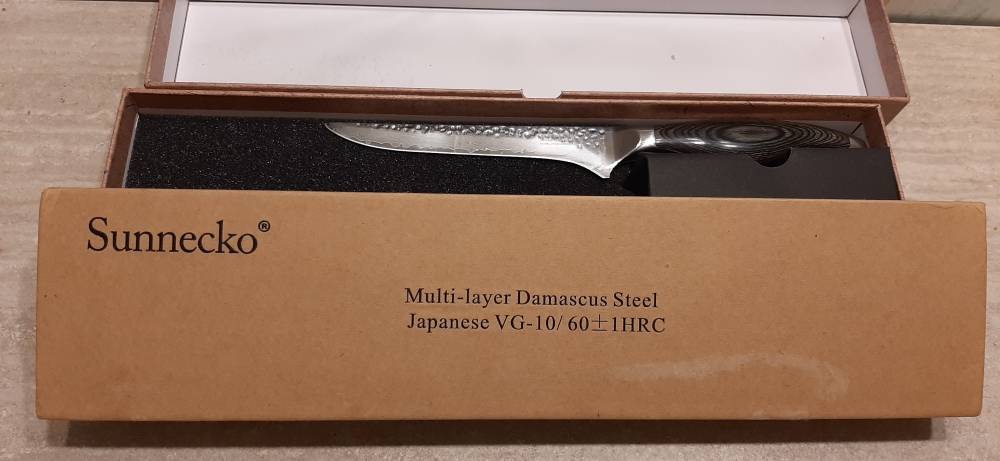 Sunnecko®
Multi-layer Damascus Steel
Japanese VG-10/ 60±1HRC